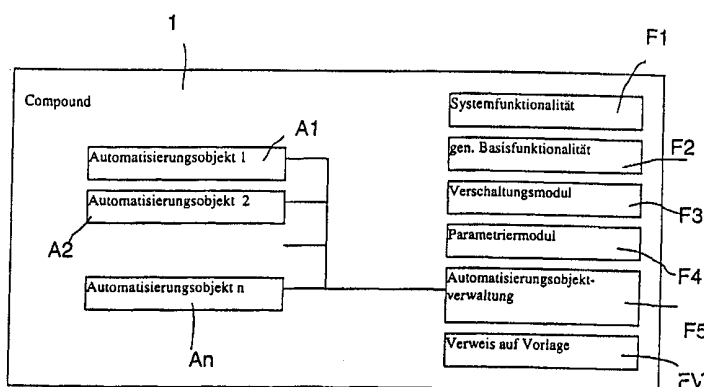 1
F1
Compound
Systemfunktionalität
A1
F2
Automatisierungsobjekt 1
gen. Basisfunktionalität
Automatisierungsobjekt 2
Verschaltungsmodul
F3
A2
Parametriermodul
F4
Automatisierungsobjekt n
Automatisierungsobjekt-
verwaltung
F5
An
Verweis auf Vorlage
FV